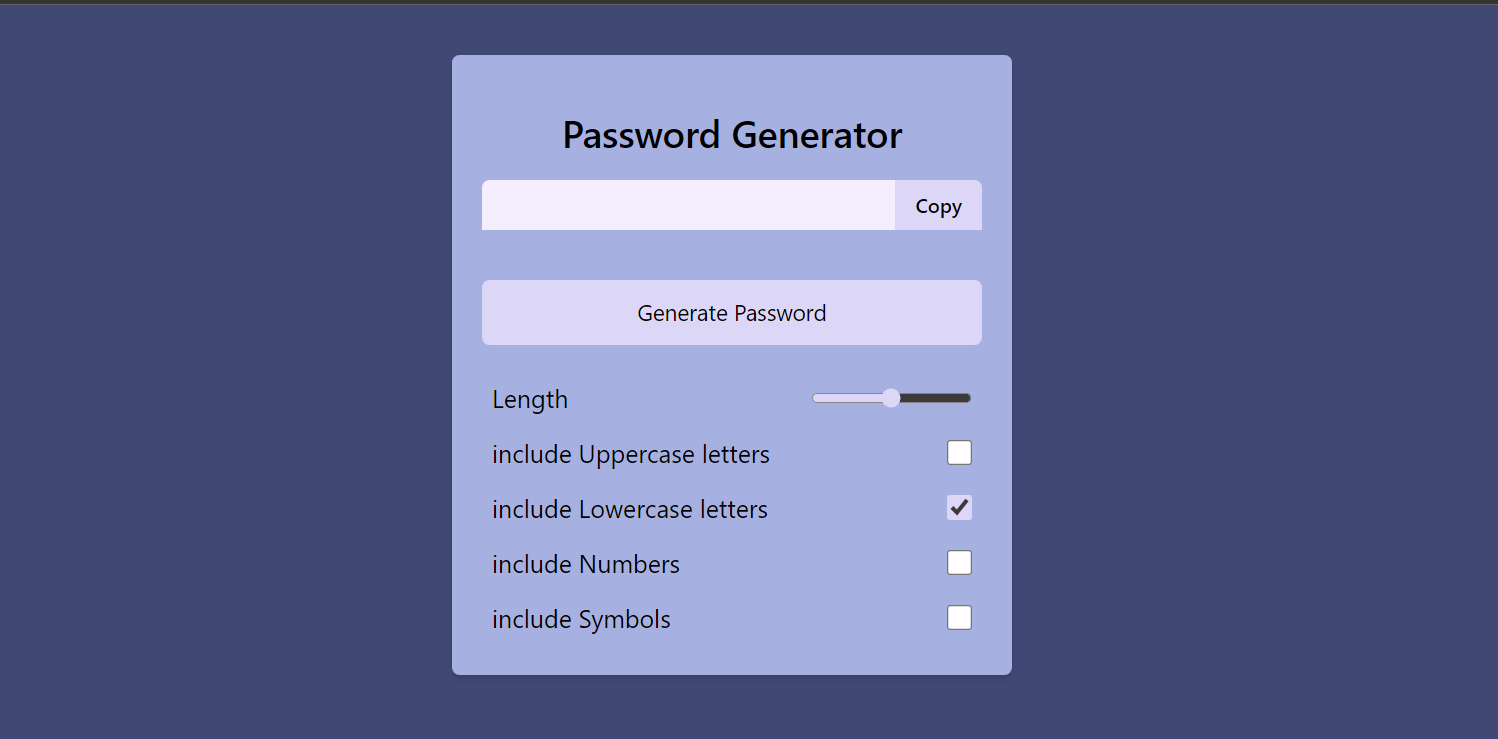 Password Generator
Copy
Generate Password
Length
include Uppercase letters
include Lowercase letters
include Numbers
include Symbols